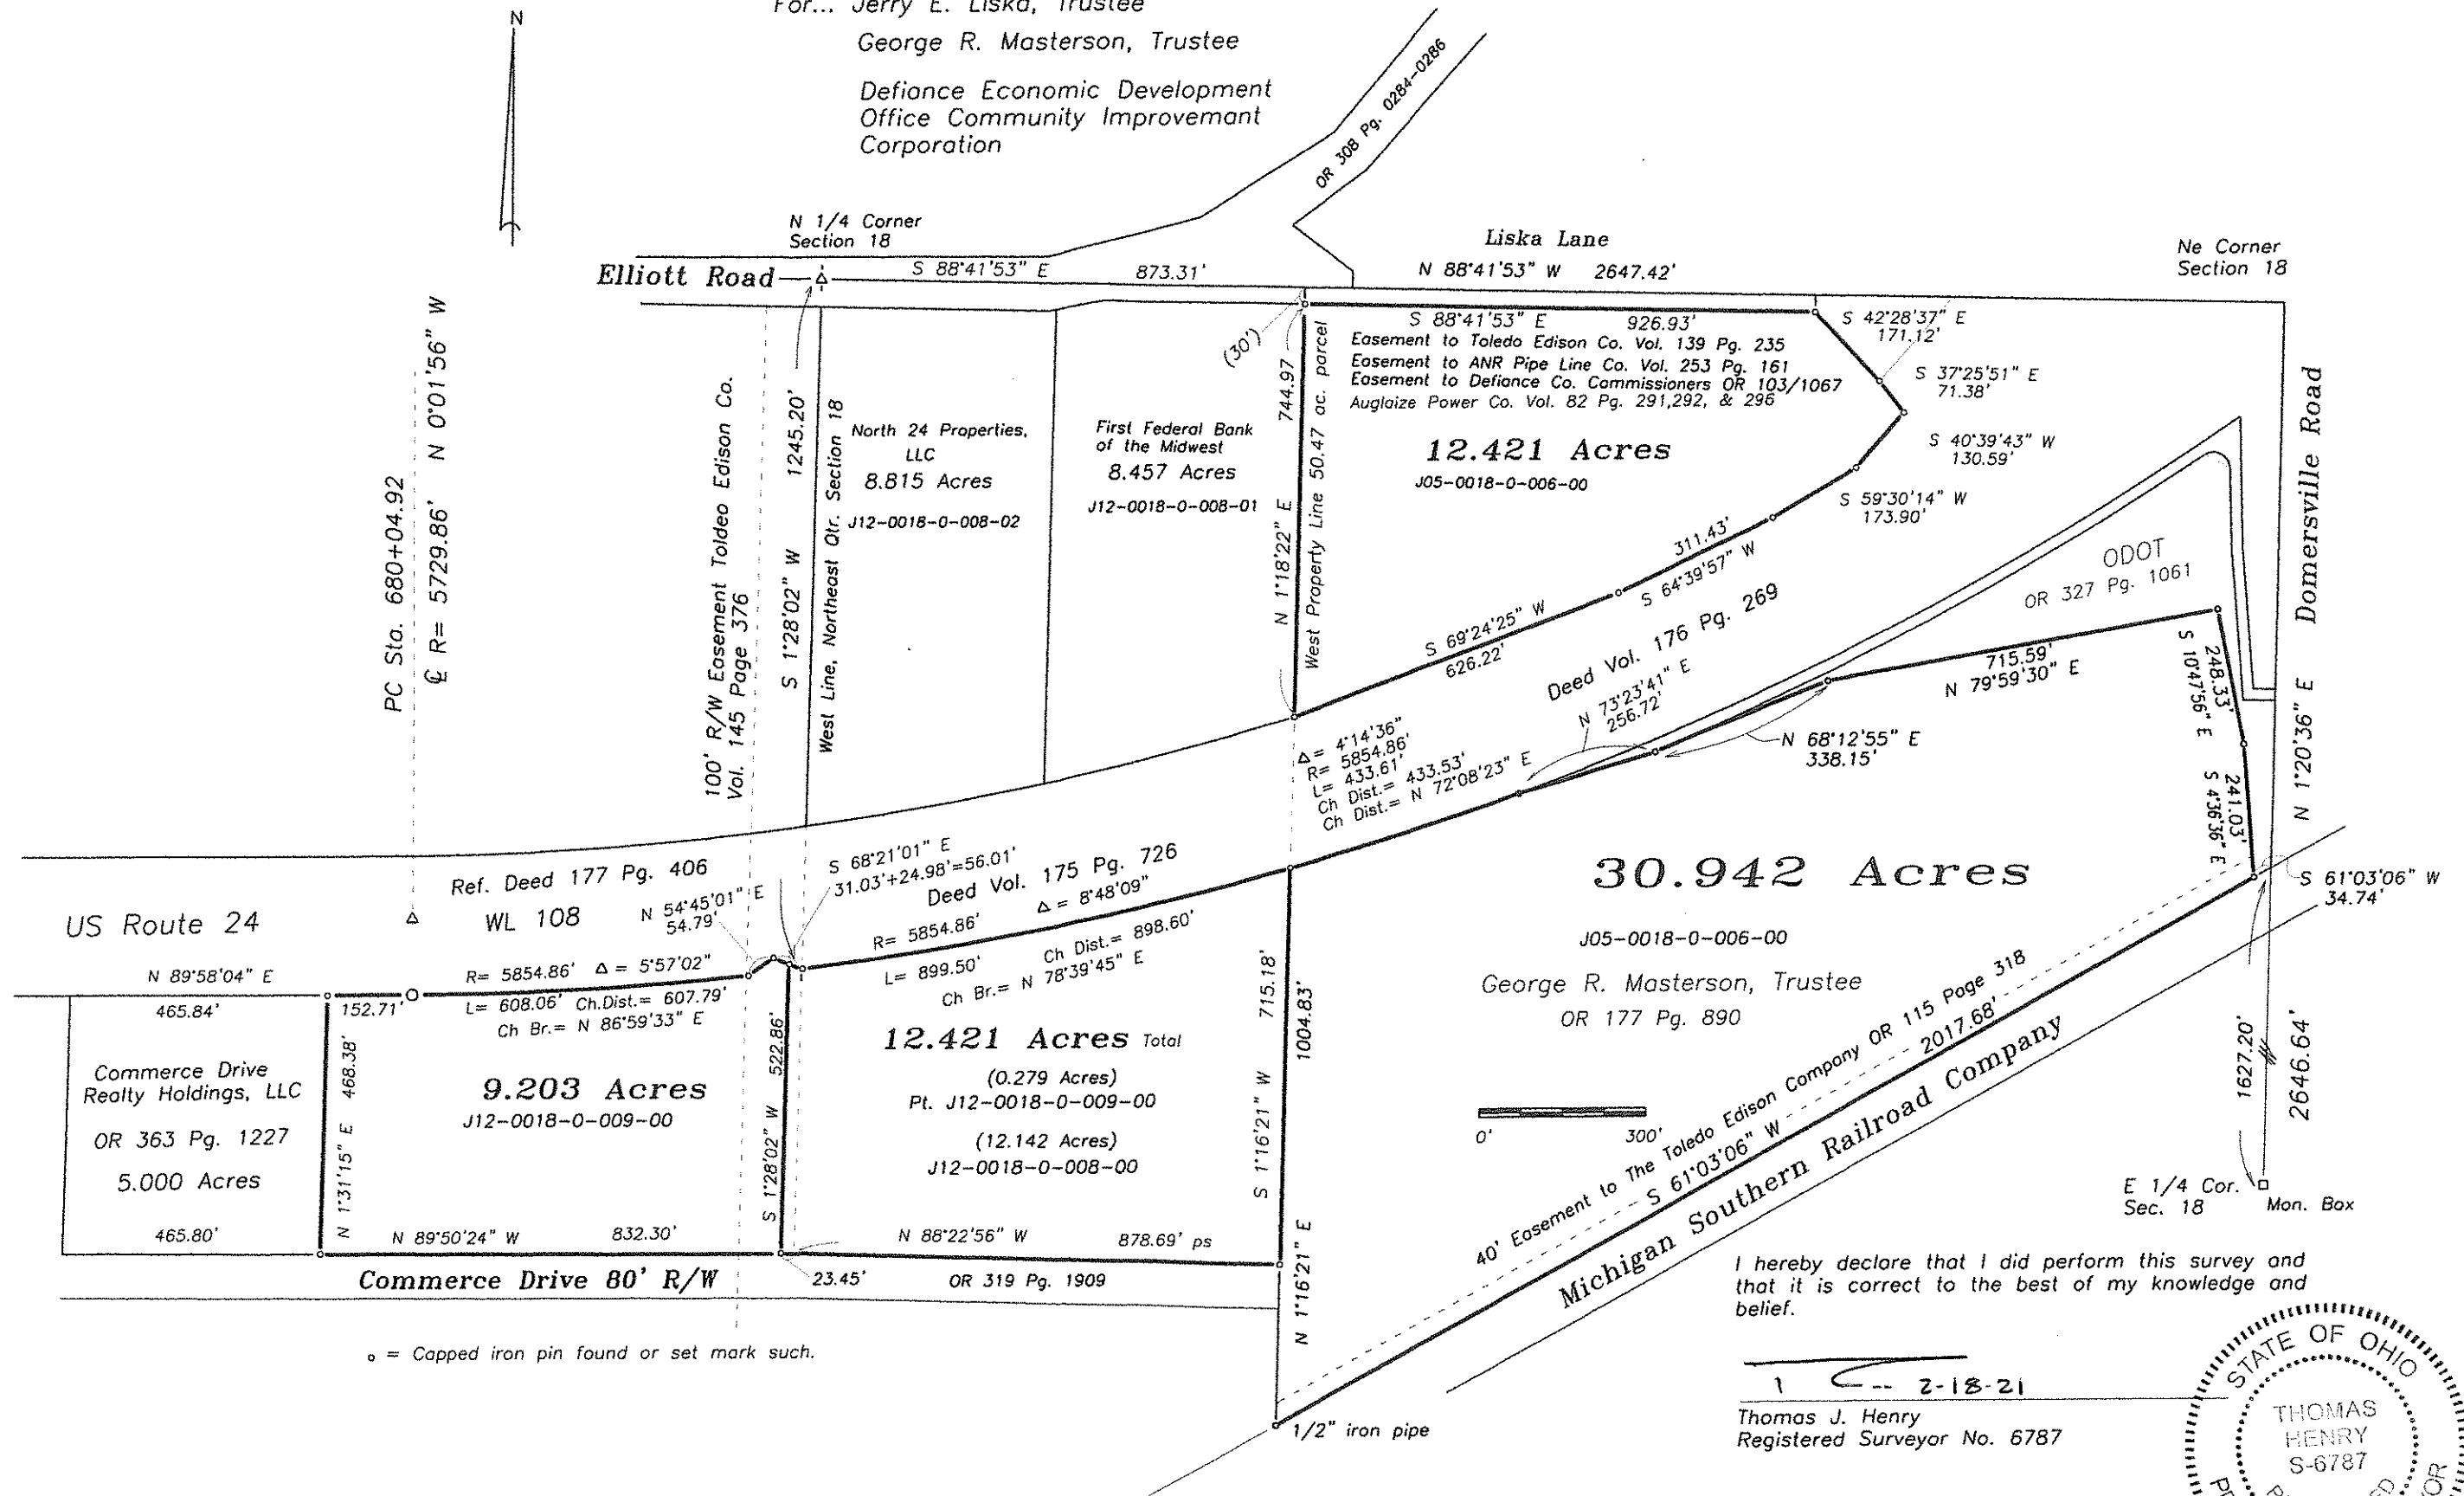 For... Jerry E. Liska, Trustee
George R. Masterson, Trustee
Defiance Economic Development
Office Community Improvemant
Corporation
N
OR 308 Pg. 0284-0286
N 1/4 Corner
Section 18
Elliott Road
S 88°41'53" E 873.31'
Liska Lane
N 88°41'53" W 2647.42'
Ne Corner
Section 18
PC Sta. 680+04.92
℄ R= 5729.86' N 0°01'56" W
100' R/W Easement Toldeo Edison Co.
Vol. 145 Page 376
S 1°28'02" W 1245.20'
West Line, Northeast Qtr. Section 18
North 24 Properties,
LLC
8.815 Acres
J12-0018-0-008-02
First Federal Bank
of the Midwest
8.457 Acres
J12-0018-0-008-01
(30')
N 1°18'22" E 744.97
West Property Line 50.47 ac. parcel
S 88°41'53" E 926.93'
Easement to Toledo Edison Co. Vol. 139 Pg. 235
Easement to ANR Pipe Line Co. Vol. 253 Pg. 161
Easement to Defiance Co. Commissioners OR 103/1067
Auglaize Power Co. Vol. 82 Pg. 291,292, & 296
12.421 Acres
J05-0018-0-006-00
S 42°28'37" E
171.12'
S 37°25'51" E
71.38'
S 40°39'43" W
130.59'
S 59°30'14" W
173.90'
311.43'
S 64°39'57" W
S 69°24'25" W
626.22'
Deed Vol. 176 Pg. 269
N 73°23'41" E
256.72'
ODOT
OR 327 Pg. 1061
715.59'
N 79°59'30" E
N 68°12'55" E
338.15'
248.33'
S 10°47'56" E
241.03'
S 4°36'36" E
Domersville Road
N 1°20'36" E
Δ= 4°14'36"
R= 5854.86'
L= 433.61'
Ch Dist.= 433.53'
Ch Dist.= N 72°08'23" E
US Route 24
Ref. Deed 177 Pg. 406
WL 108
N 54°45'01" E
54.79'
S 68°21'01" E
31.03'+24.98'=56.01'
Deed Vol. 175 Pg. 726
R= 5854.86' Δ = 8°48'09"
L= 899.50' Ch Dist.= 898.60'
Ch Br.= N 78°39'45" E
N 89°58'04" E
465.84'
152.71'
R= 5854.86' Δ = 5°57'02"
L= 608.06' Ch.Dist.= 607.79'
Ch Br.= N 86°59'33" E
Commerce Drive
Realty Holdings, LLC
OR 363 Pg. 1227
5.000 Acres
465.80'
N 1°31'15" E 468.38'
9.203 Acres
J12-0018-0-009-00
S 1°28'02" W 522.86'
12.421 Acres Total
(0.279 Acres)
Pt. J12-0018-0-009-00
(12.142 Acres)
J12-0018-0-008-00
S 1°16'21" W 715.18'
1004.83'
N 1°16'21" E
N 89°50'24" W 832.30'
N 88°22'56" W 878.69' ps
Commerce Drive 80' R/W
23.45'
OR 319 Pg. 1909
30.942 Acres
J05-0018-0-006-00
George R. Masterson, Trustee
OR 177 Pg. 890
0' 300'
40' Easement to The Toledo Edison Company OR 115 Page 318
S 61°03'06" W 2017.68'
Michigan Southern Railroad Company
S 61°03'06" W
34.74'
1627.20'
2646.64'
E 1/4 Cor.
Sec. 18
Mon. Box
= Capped iron pin found or set mark such.
1/2" iron pipe
I hereby declare that I did perform this survey and
that it is correct to the best of my knowledge and
belief.
2-18-21
Thomas J. Henry
Registered Surveyor No. 6787
STATE OF OHIO
THOMAS
HENRY
S-6787